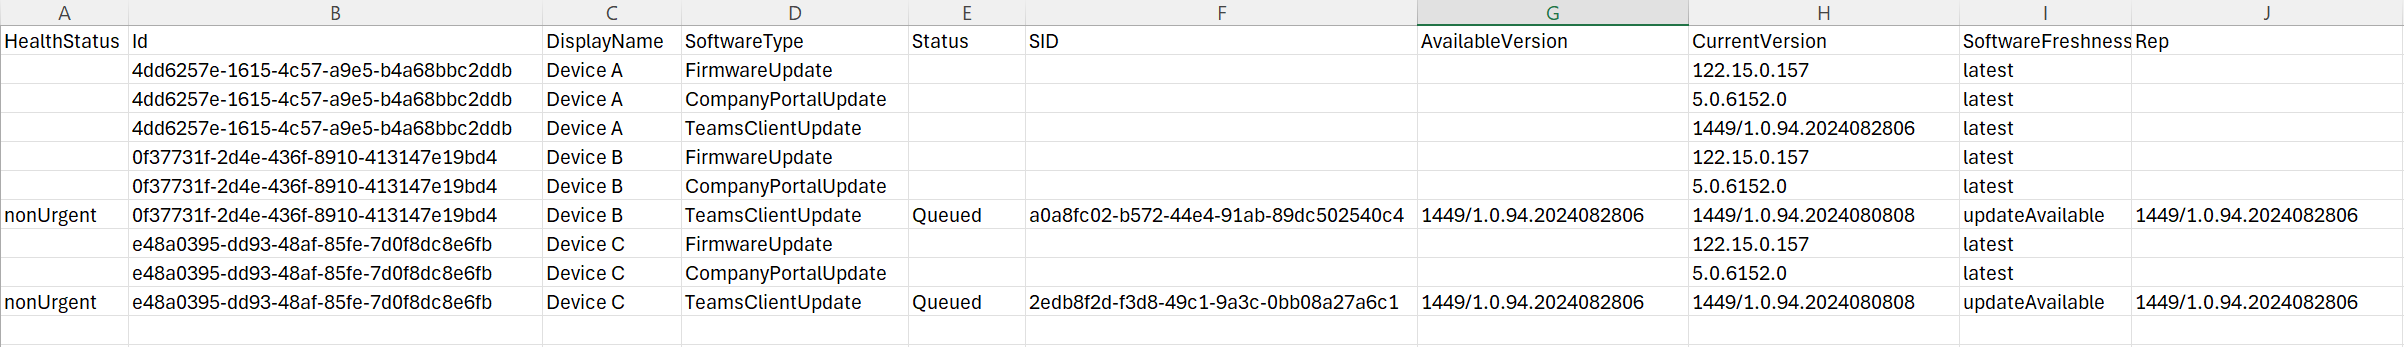 A B C D E F G H I J
HealthStatus Id DisplayName SoftwareType Status SID AvailableVersion CurrentVersion SoftwareFreshness Rep
4dd6257e-1615-4c57-a9e5-b4a68bbc2ddb Device A FirmwareUpdate 122.15.0.157 latest
4dd6257e-1615-4c57-a9e5-b4a68bbc2ddb Device A CompanyPortalUpdate 5.0.6152.0 latest
4dd6257e-1615-4c57-a9e5-b4a68bbc2ddb Device A TeamsClientUpdate 1449/1.0.94.2024082806 latest
0f37731f-2d4e-436f-8910-413147e19bd4 Device B FirmwareUpdate 122.15.0.157 latest
0f37731f-2d4e-436f-8910-413147e19bd4 Device B CompanyPortalUpdate 5.0.6152.0 latest
nonUrgent 0f37731f-2d4e-436f-8910-413147e19bd4 Device B TeamsClientUpdate Queued a0a8fc02-b572-44e4-91ab-89dc502540c4 1449/1.0.94.2024082806 1449/1.0.94.2024080808 updateAvailable 1449/1.0.94.2024082806
e48a0395-dd93-48af-85fe-7d0f8dc8e6fb Device C FirmwareUpdate 122.15.0.157 latest
e48a0395-dd93-48af-85fe-7d0f8dc8e6fb Device C CompanyPortalUpdate 5.0.6152.0 latest
nonUrgent e48a0395-dd93-48af-85fe-7d0f8dc8e6fb Device C TeamsClientUpdate Queued 2edb8f2d-f3d8-49c1-9a3c-0bb08a27a6c1 1449/1.0.94.2024082806 1449/1.0.94.2024080808 updateAvailable 1449/1.0.94.2024082806